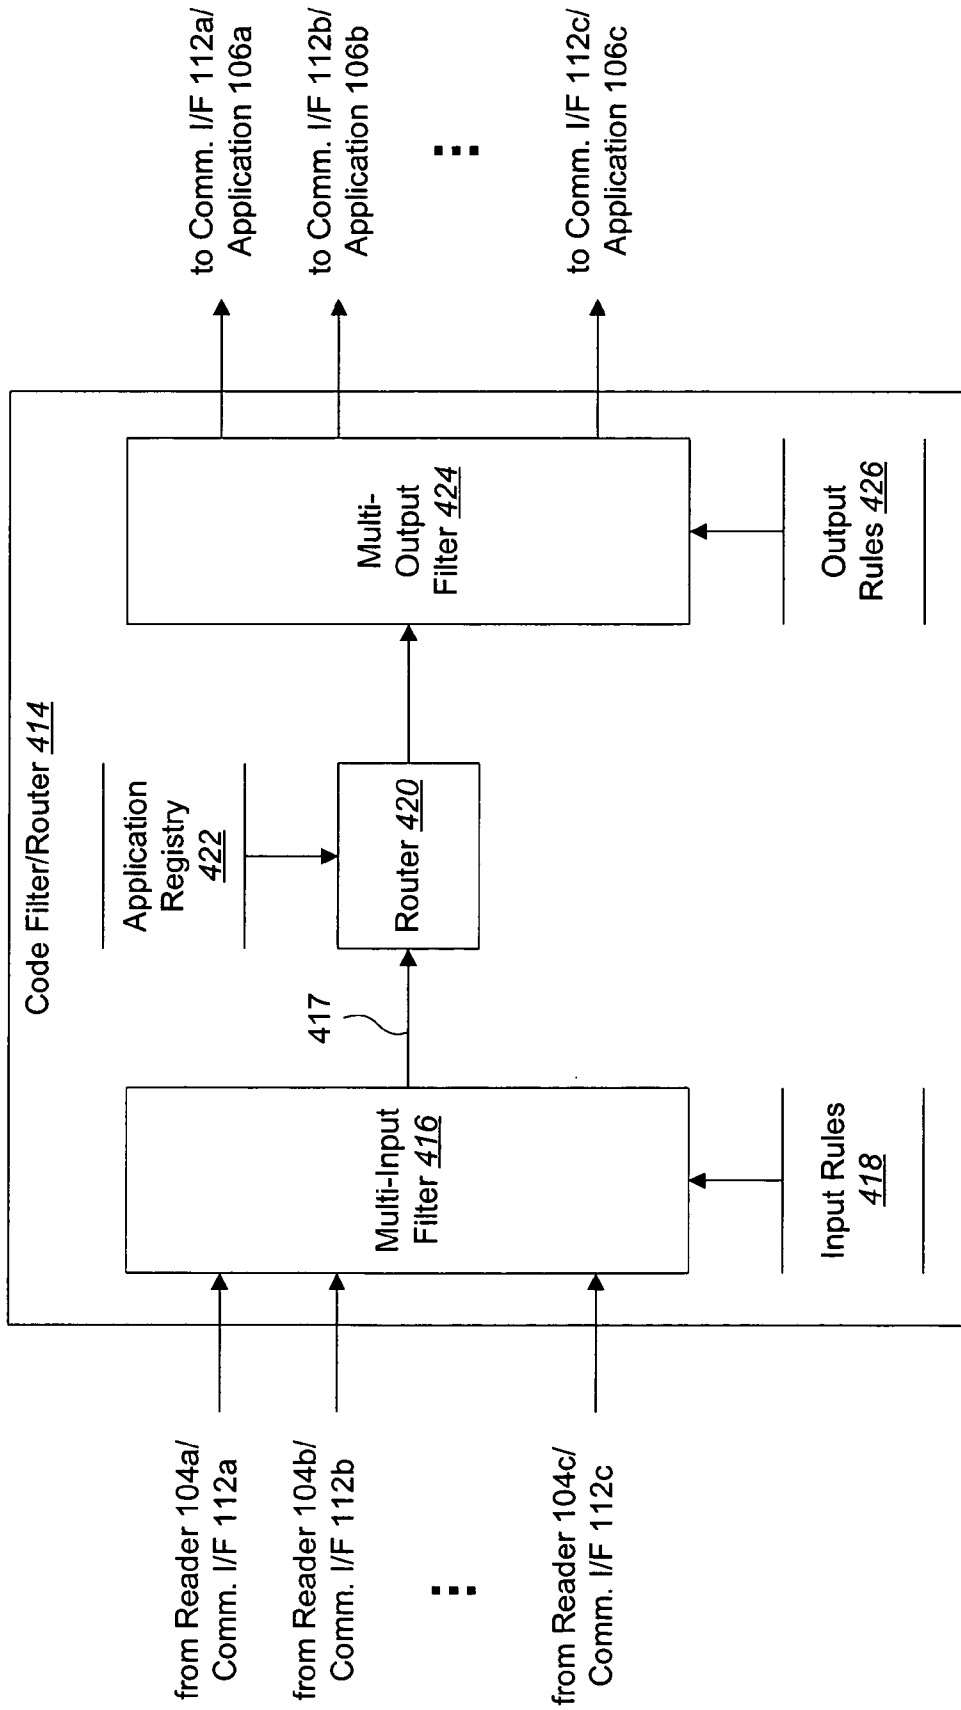 Code Filter/Router 414
from Reader 104a/
Comm. I/F 112a
from Reader 104b/
Comm. I/F 112b
from Reader 104c/
Comm. I/F 112c
Multi-Input
Filter 416
Input Rules
418
417
Application
Registry
422
Router 420
Multi-
Output
Filter 424
Output
Rules 426
to Comm. I/F 112a/
Application 106a
to Comm. I/F 112b/
Application 106b
to Comm. I/F 112c/
Application 106c